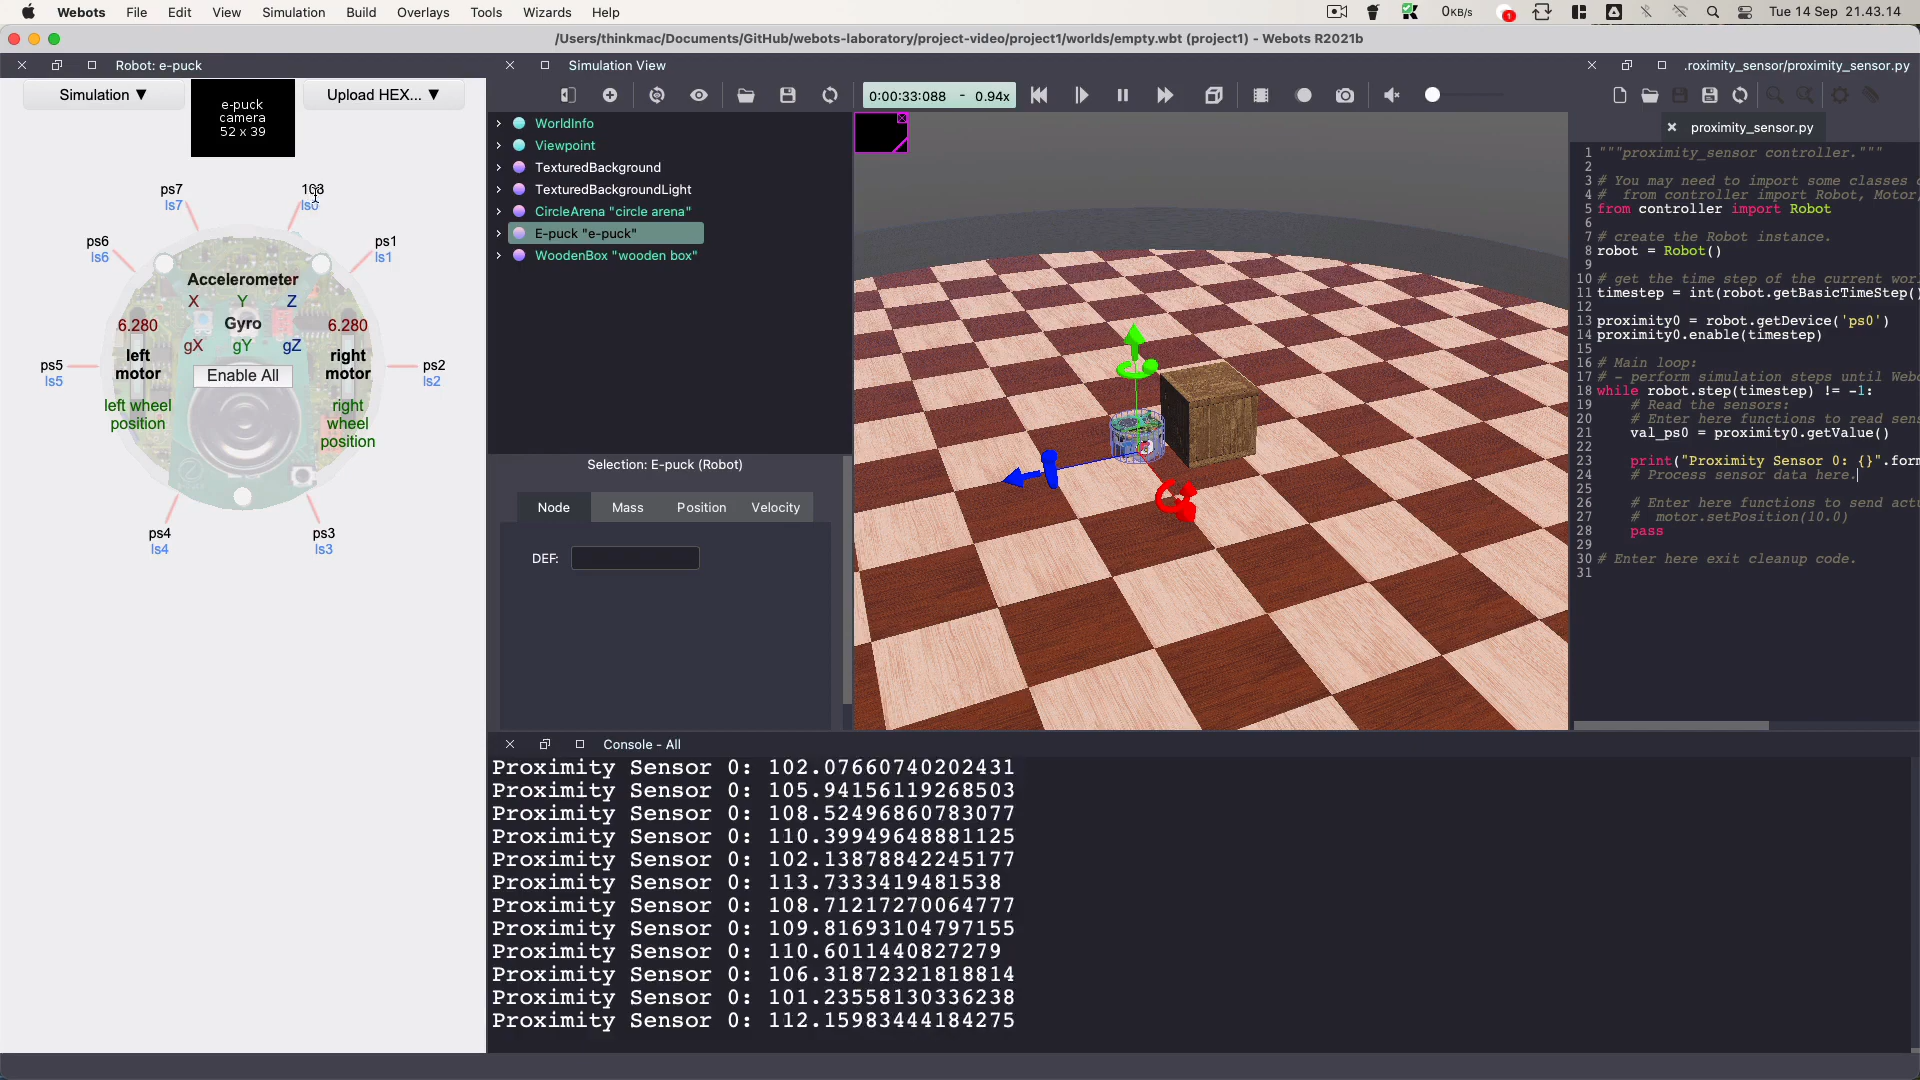 Webots File Edit View Simulation Build Overlays Tools Wizards Help 0KB/s 1 Tue 14 Sep 21.43.14
/Users/thinkmac/Documents/GitHub/webots-laboratory/project-video/project1/worlds/empty.wbt (project1) - Webots R2021b
Robot: e-puck
Simulation ▼
e-puck
camera
52 x 39
Upload HEX... ▼
ps7
ls7
103
ls0
ps6
ls6
ps1
ls1
Accelerometer
X Y Z
6.280
Gyro
6.280
gX gY gZ
left
motor
right
motor
ps5
ls5
Enable All
ps2
ls2
left wheel
position
right
wheel
position
ps4
ls4
ps3
ls3
Simulation View
0:00:33:088 - 0.94x
WorldInfo
Viewpoint
TexturedBackground
TexturedBackgroundLight
CircleArena "circle arena"
E-puck "e-puck"
WoodenBox "wooden box"
Selection: E-puck (Robot)
Node Mass Position Velocity
DEF:
.roximity_sensor/proximity_sensor.py
proximity_sensor.py
1 """proximity_sensor controller."""
2
3 # You may need to import some classes
4 # from controller import Robot, Motor,
5 from controller import Robot
6
7 # create the Robot instance.
8 robot = Robot()
9
10 # get the time step of the current wor
11 timestep = int(robot.getBasicTimeStep()
12
13 proximity0 = robot.getDevice('ps0')
14 proximity0.enable(timestep)
15
16 # Main loop:
17 # - perform simulation steps until Webo
18 while robot.step(timestep) != -1:
19 # Read the sensors:
20 # Enter here functions to read sens
21 val_ps0 = proximity0.getValue()
22
23 print("Proximity Sensor 0: {}".form
24 # Process sensor data here.
25
26 # Enter here functions to send actu
27 # motor.setPosition(10.0)
28 pass
29
30 # Enter here exit cleanup code.
31
Console - All
Proximity Sensor 0: 102.07660740202431
Proximity Sensor 0: 105.94156119268503
Proximity Sensor 0: 108.52496860783077
Proximity Sensor 0: 110.39949648881125
Proximity Sensor 0: 102.13878842245177
Proximity Sensor 0: 113.7333419481538
Proximity Sensor 0: 108.71217270064777
Proximity Sensor 0: 109.81693104797155
Proximity Sensor 0: 110.6011440827279
Proximity Sensor 0: 106.31872321818814
Proximity Sensor 0: 101.23558130336238
Proximity Sensor 0: 112.15983444184275